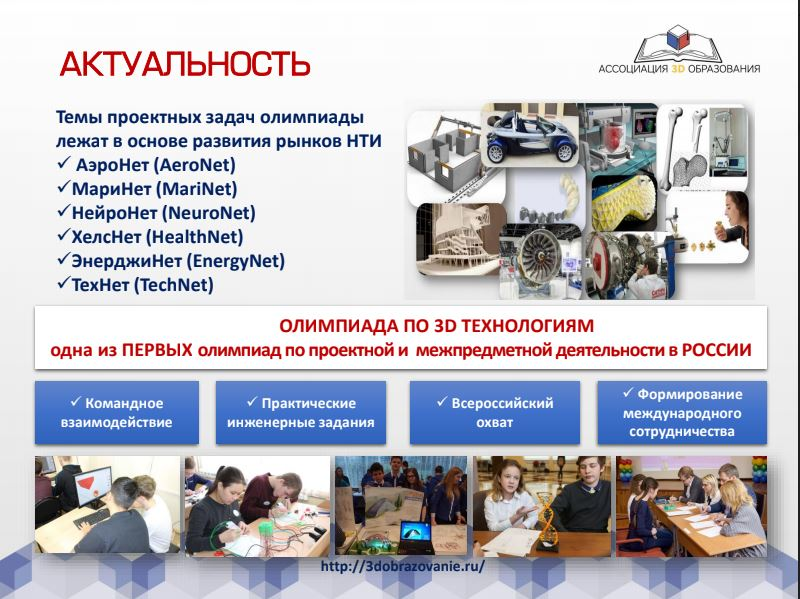 АКТУАЛЬНОСТЬ
АССОЦИАЦИЯ 3D ОБРАЗОВАНИЯ
Темы проектных задач олимпиады
лежат в основе развития рынков НТИ
✓ АэроНет (AeroNet)
✓МариНет (MariNet)
✓НейроНет (NeuroNet)
✓ХелсНет (HealthNet)
✓ЭнерджиНет (EnergyNet)
✓ТехНет (TechNet)
ОЛИМПИАДА ПО 3D ТЕХНОЛОГИЯМ
одна из ПЕРВЫХ олимпиад по проектной и межпредметной деятельности в РОССИИ
✓ Командное
взаимодействие
✓ Практические
инженерные задания
✓ Всероссийский
охват
✓ Формирование
международного
сотрудничества
http://3dobrazovanie.ru/